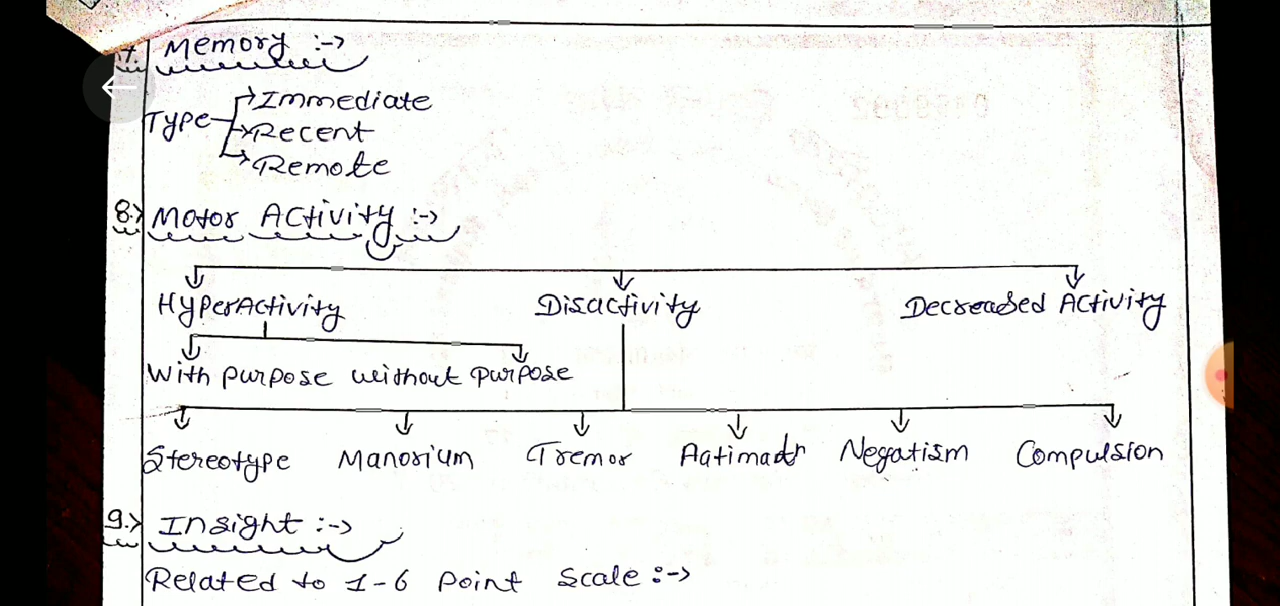 7.) Memory :->
Type
Immediate
Recent
Remote
8.) Motor Activity :->
HyperActivity Disactivity Decreased Activity
With purpose without purpose
Stereotype Manorium Tremor Negatism Compulsion
9.> Insight :->
Related to 1-6 Point Scale :->